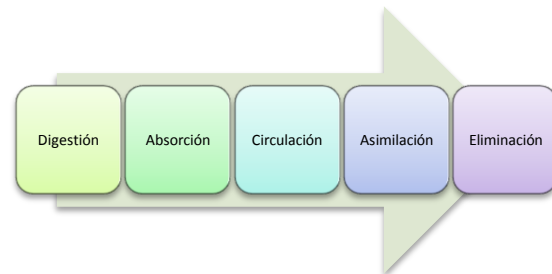 Digestión
Absorción
Circulación
Asimilación
Eliminación